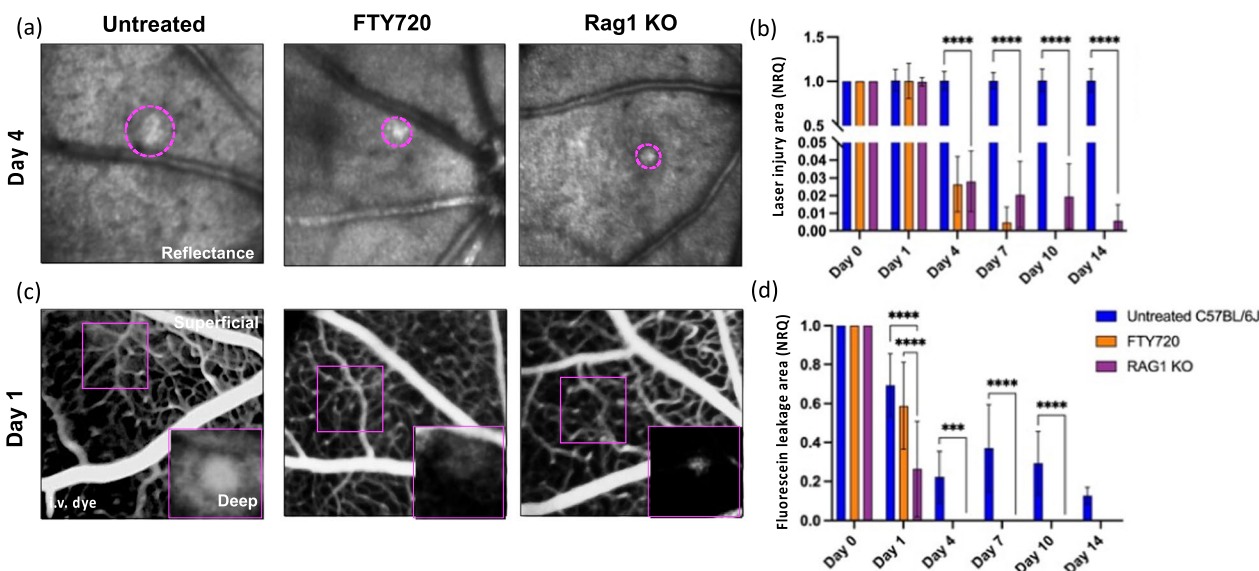 (a)
Untreated
FTY720
Rag1 KO
Day 4
Reflectance
(b)
Laser injury area (NRQ)
1.5
1.0
0.5
0.05
0.04
0.03
0.02
0.01
0.00
****
****
****
****
Day 0
Day 1
Day 4
Day 7
Day 10
Day 14
(c)
Day 1
Superficial
i.v. dye
Deep
(d)
Fluorescein leakage area (NRQ)
1.0
0.8
0.6
0.4
0.2
0.0
****
****
***
****
****
Day 0
Day 1
Day 4
Day 7
Day 10
Day 14
Untreated C57BL/6J
FTY720
RAG1 KO